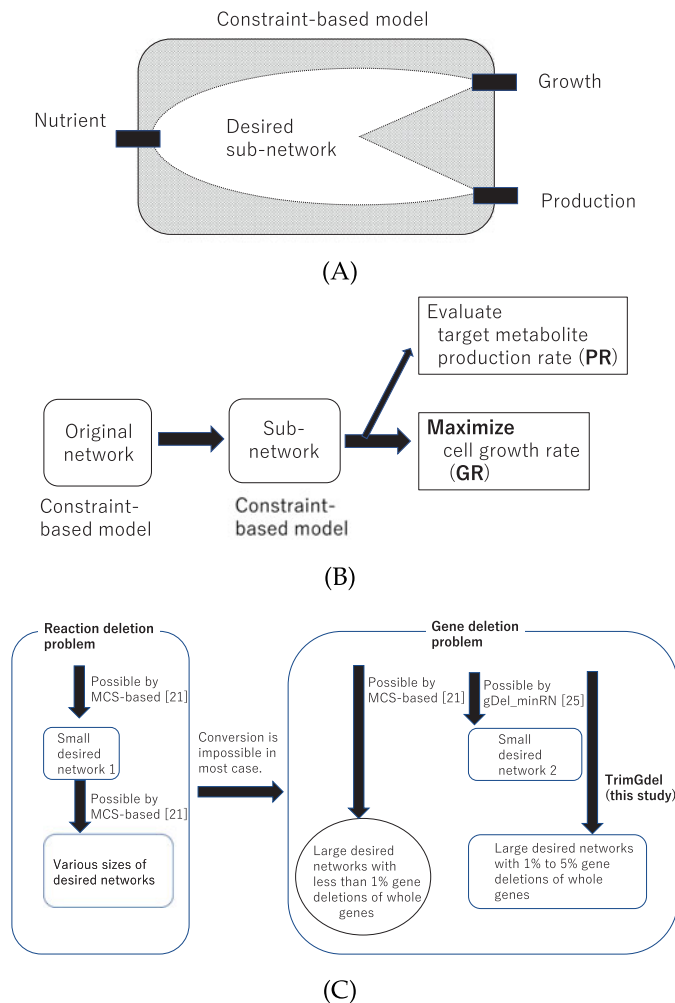 Constraint-based model
Growth
Nutrient
Desired
sub-network
Production
(A)
Evaluate
target metabolite
production rate (PR)
Original
network
Sub-
network
Maximize
cell growth rate
(GR)
Constraint-
based model
Constraint-
based model
(B)
Reaction deletion
problem
Possible by
MCS-based [21]
Small
desired
network 1
Possible by
MCS-based [21]
Various sizes of
desired networks
Conversion is
impossible in
most case.
Gene deletion
problem
Possible by
MCS-based [21]
Possible by
gDel_minRN [25]
Small
desired
network 2
TrimGdel
(this study)
Large desired
networks with
less than 1% gene
deletions of whole
genes
Large desired networks
with 1% to 5% gene
deletions of whole
genes
(C)